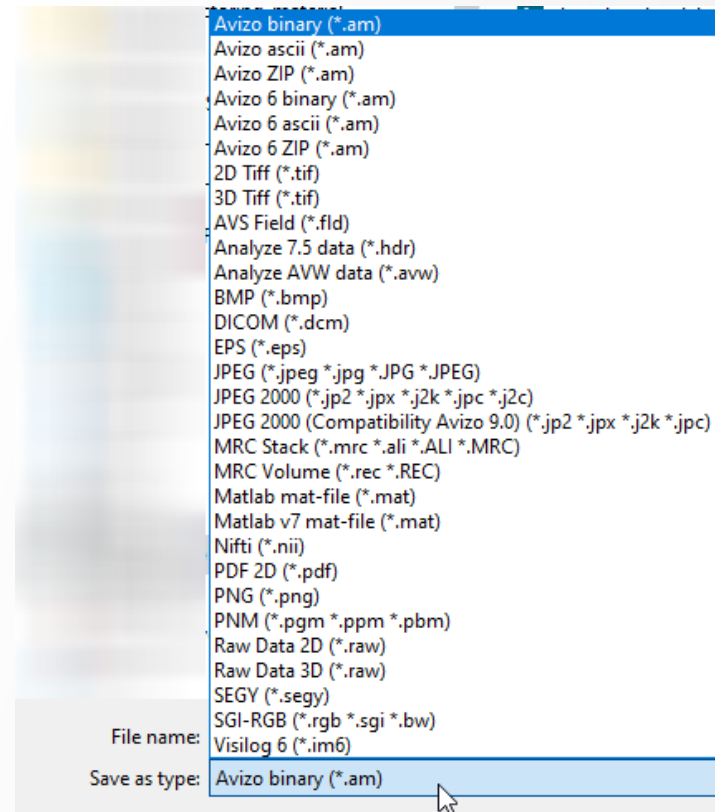 Avizo binary (*.am)
Avizo ascii (*.am)
Avizo ZIP (*.am)
Avizo 6 binary (*.am)
Avizo 6 ascii (*.am)
Avizo 6 ZIP (*.am)
2D Tiff (*.tif)
3D Tiff (*.tif)
AVS Field (*.fld)
Analyze 7.5 data (*.hdr)
Analyze AVW data (*.avw)
BMP (*.bmp)
DICOM (*.dcm)
EPS (*.eps)
JPEG (*.jpeg *.jpg *.JPG *.JPEG)
JPEG 2000 (*.jp2 *.jpx *.j2k *.jpc *.j2c)
JPEG 2000 (Compatibility Avizo 9.0) (*.jp2 *.jpx *.j2k *.jpc)
MRC Stack (*.mrc *.ali *.ALI *.MRC)
MRC Volume (*.rec *.REC)
Matlab mat-file (*.mat)
Matlab v7 mat-file (*.mat)
Nifti (*.nii)
PDF 2D (*.pdf)
PNG (*.png)
PNM (*.pgm *.ppm *.pbm)
Raw Data 2D (*.raw)
Raw Data 3D (*.raw)
SEGY (*.segy)
SGI-RGB (*.rgb *.sgi *.bw)
File name: Visilog 6 (*.im6)
Save as type: Avizo binary (*.am)